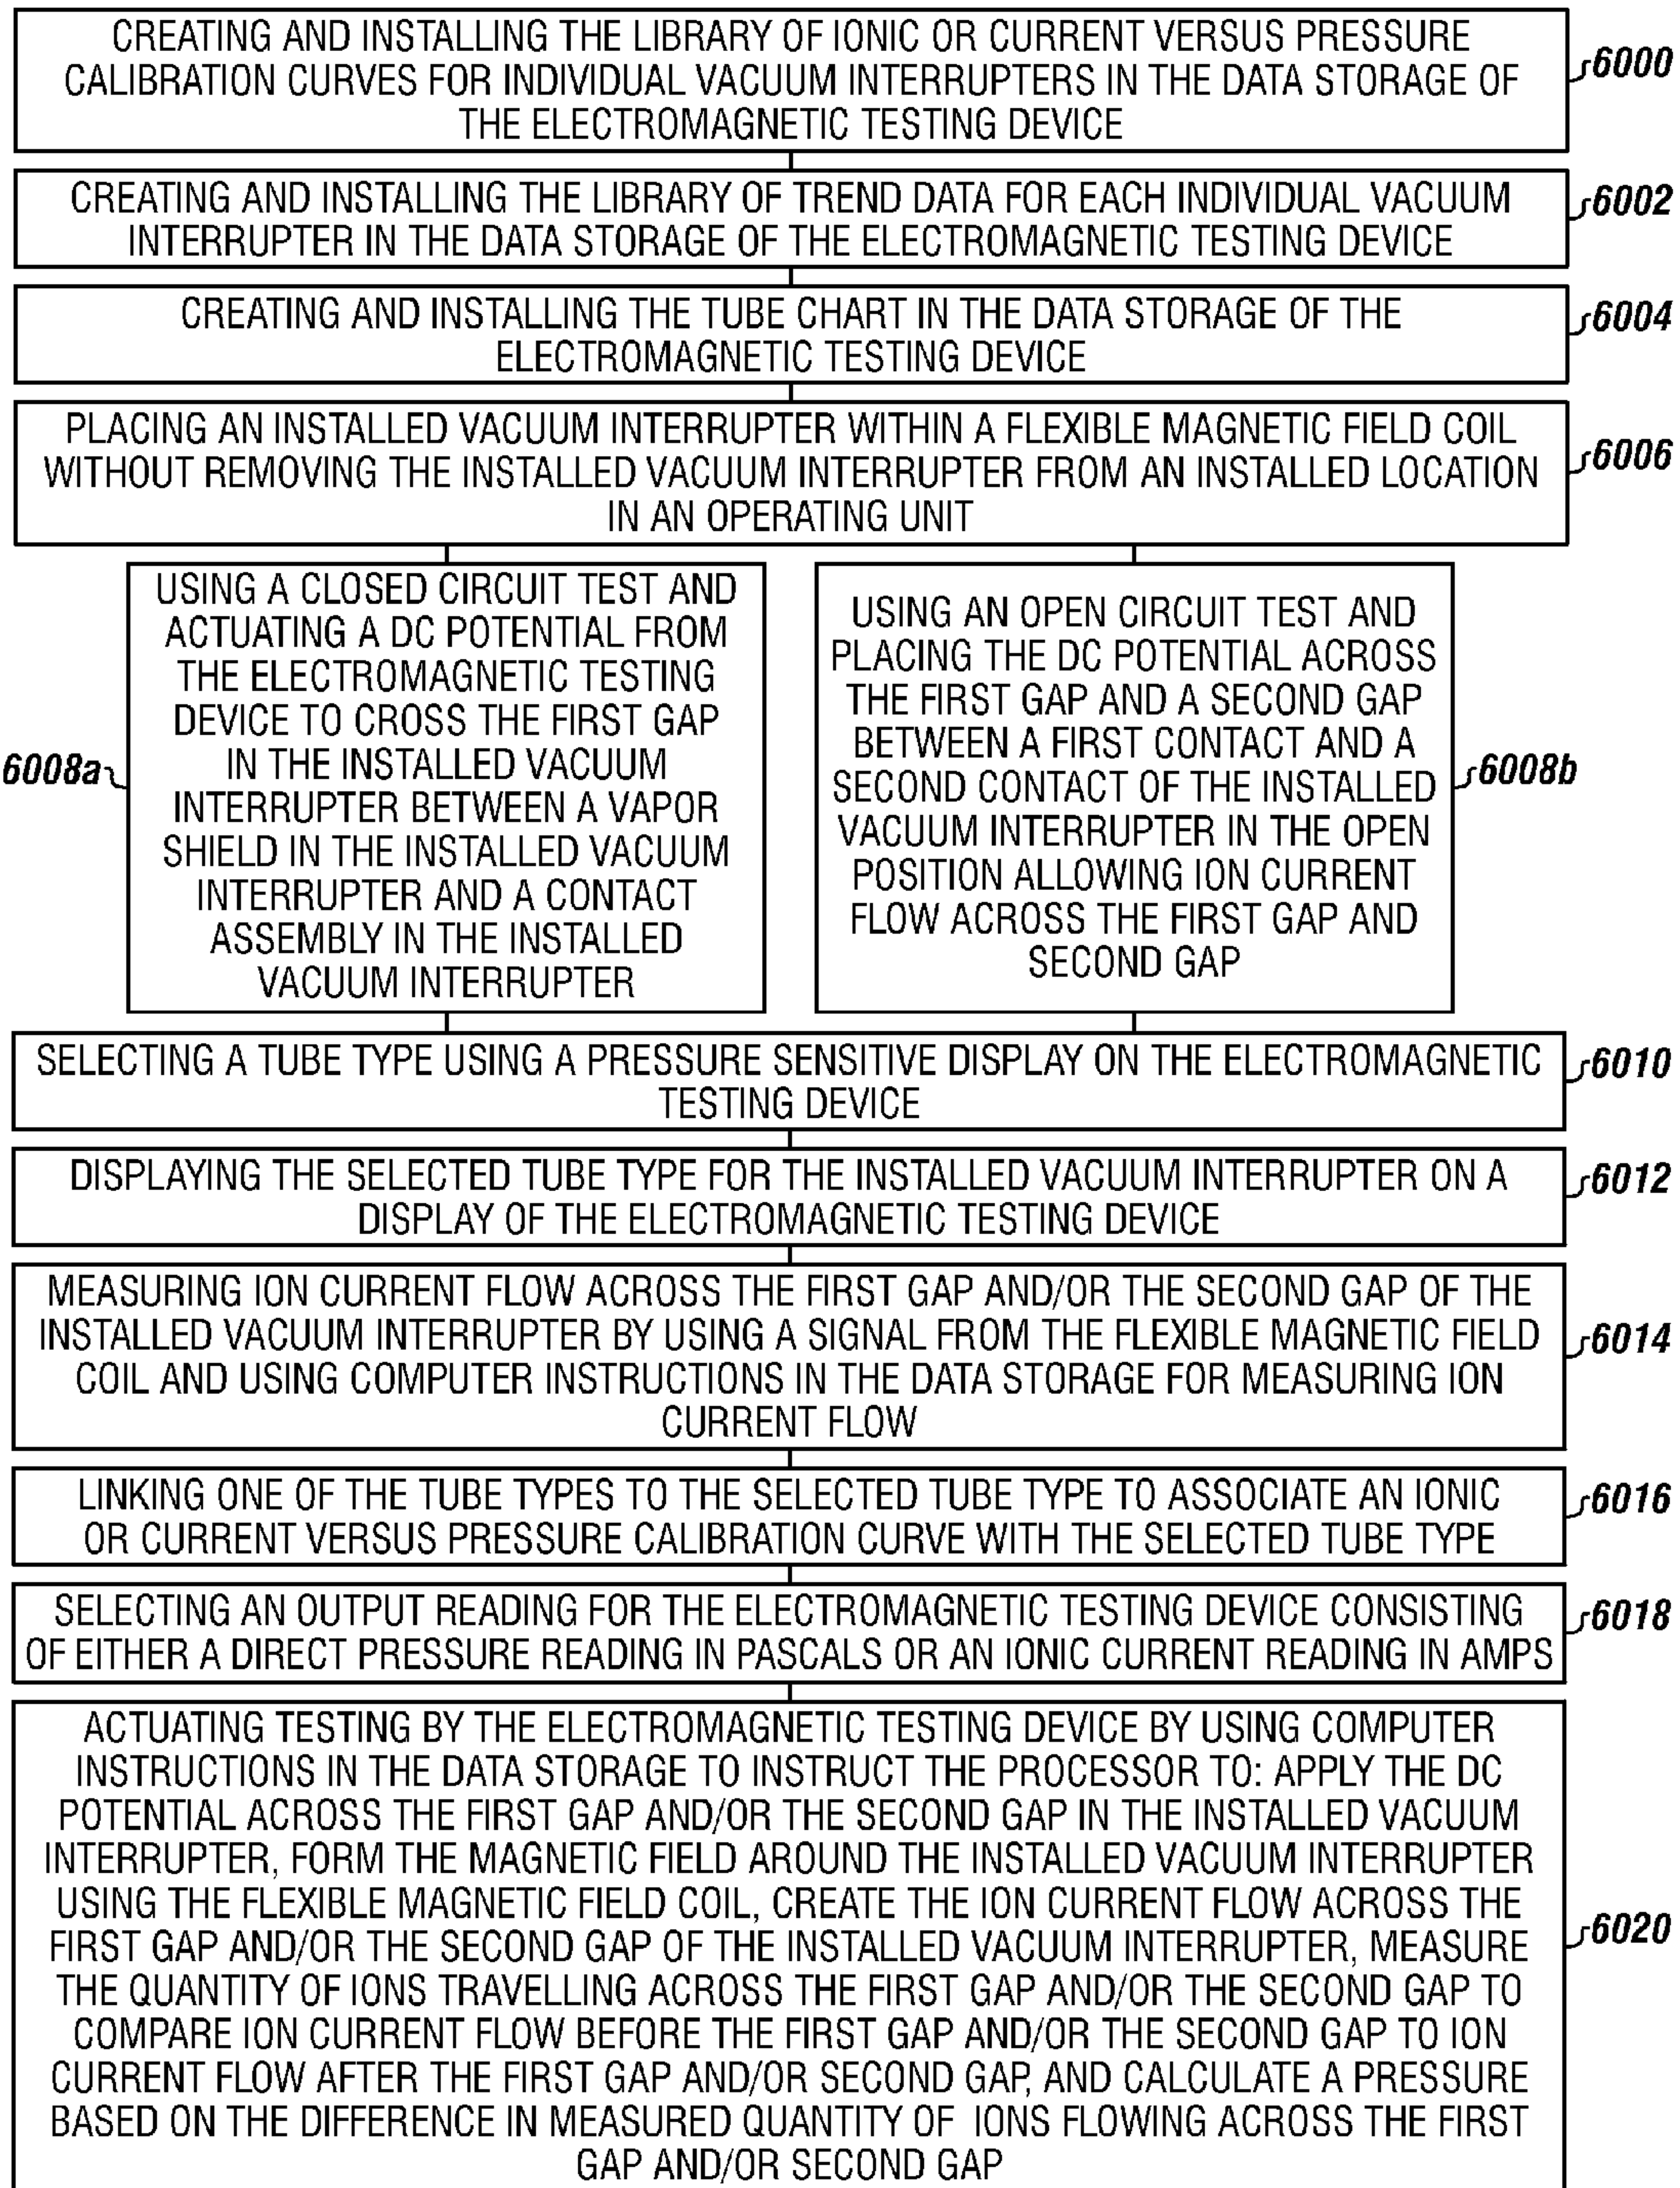 CREATING AND INSTALLING THE LIBRARY OF IONIC OR CURRENT VERSUS PRESSURE
CALIBRATION CURVES FOR INDIVIDUAL VACUUM INTERRUPTERS IN THE DATA STORAGE OF
THE ELECTROMAGNETIC TESTING DEVICE
6000
CREATING AND INSTALLING THE LIBRARY OF TREND DATA FOR EACH INDIVIDUAL VACUUM
INTERRUPTER IN THE DATA STORAGE OF THE ELECTROMAGNETIC TESTING DEVICE
6002
CREATING AND INSTALLING THE TUBE CHART IN THE DATA STORAGE OF THE
ELECTROMAGNETIC TESTING DEVICE
6004
PLACING AN INSTALLED VACUUM INTERRUPTER WITHIN A FLEXIBLE MAGNETIC FIELD COIL
WITHOUT REMOVING THE INSTALLED VACUUM INTERRUPTER FROM AN INSTALLED LOCATION
IN AN OPERATING UNIT
6006
6008a
USING A CLOSED CIRCUIT TEST AND
ACTUATING A DC POTENTIAL FROM
THE ELECTROMAGNETIC TESTING
DEVICE TO CROSS THE FIRST GAP
IN THE INSTALLED VACUUM
INTERRUPTER BETWEEN A VAPOR
SHIELD IN THE INSTALLED VACUUM
INTERRUPTER AND A CONTACT
ASSEMBLY IN THE INSTALLED
VACUUM INTERRUPTER
USING AN OPEN CIRCUIT TEST AND
PLACING THE DC POTENTIAL ACROSS
THE FIRST GAP AND A SECOND GAP
BETWEEN A FIRST CONTACT AND A
SECOND CONTACT OF THE INSTALLED
VACUUM INTERRUPTER IN THE OPEN
POSITION ALLOWING ION CURRENT
FLOW ACROSS THE FIRST GAP AND
SECOND GAP
6008b
SELECTING A TUBE TYPE USING A PRESSURE SENSITIVE DISPLAY ON THE ELECTROMAGNETIC
TESTING DEVICE
6010
DISPLAYING THE SELECTED TUBE TYPE FOR THE INSTALLED VACUUM INTERRUPTER ON A
DISPLAY OF THE ELECTROMAGNETIC TESTING DEVICE
6012
MEASURING ION CURRENT FLOW ACROSS THE FIRST GAP AND/OR THE SECOND GAP OF THE
INSTALLED VACUUM INTERRUPTER BY USING A SIGNAL FROM THE FLEXIBLE MAGNETIC FIELD
COIL AND USING COMPUTER INSTRUCTIONS IN THE DATA STORAGE FOR MEASURING ION
CURRENT FLOW
6014
LINKING ONE OF THE TUBE TYPES TO THE SELECTED TUBE TYPE TO ASSOCIATE AN IONIC
OR CURRENT VERSUS PRESSURE CALIBRATION CURVE WITH THE SELECTED TUBE TYPE
6016
SELECTING AN OUTPUT READING FOR THE ELECTROMAGNETIC TESTING DEVICE CONSISTING
OF EITHER A DIRECT PRESSURE READING IN PASCALS OR AN IONIC CURRENT READING IN AMPS
6018
ACTUATING TESTING BY THE ELECTROMAGNETIC TESTING DEVICE BY USING COMPUTER
INSTRUCTIONS IN THE DATA STORAGE TO INSTRUCT THE PROCESSOR TO: APPLY THE DC
POTENTIAL ACROSS THE FIRST GAP AND/OR THE SECOND GAP IN THE INSTALLED VACUUM
INTERRUPTER, FORM THE MAGNETIC FIELD AROUND THE INSTALLED VACUUM INTERRUPTER
USING THE FLEXIBLE MAGNETIC FIELD COIL, CREATE THE ION CURRENT FLOW ACROSS THE
FIRST GAP AND/OR THE SECOND GAP OF THE INSTALLED VACUUM INTERRUPTER, MEASURE
THE QUANTITY OF IONS TRAVELLING ACROSS THE FIRST GAP AND/OR THE SECOND GAP TO
COMPARE ION CURRENT FLOW BEFORE THE FIRST GAP AND/OR THE SECOND GAP TO ION
CURRENT FLOW AFTER THE FIRST GAP AND/OR SECOND GAP, AND CALCULATE A PRESSURE
BASED ON THE DIFFERENCE IN MEASURED QUANTITY OF IONS FLOWING ACROSS THE FIRST
GAP AND/OR SECOND GAP
6020